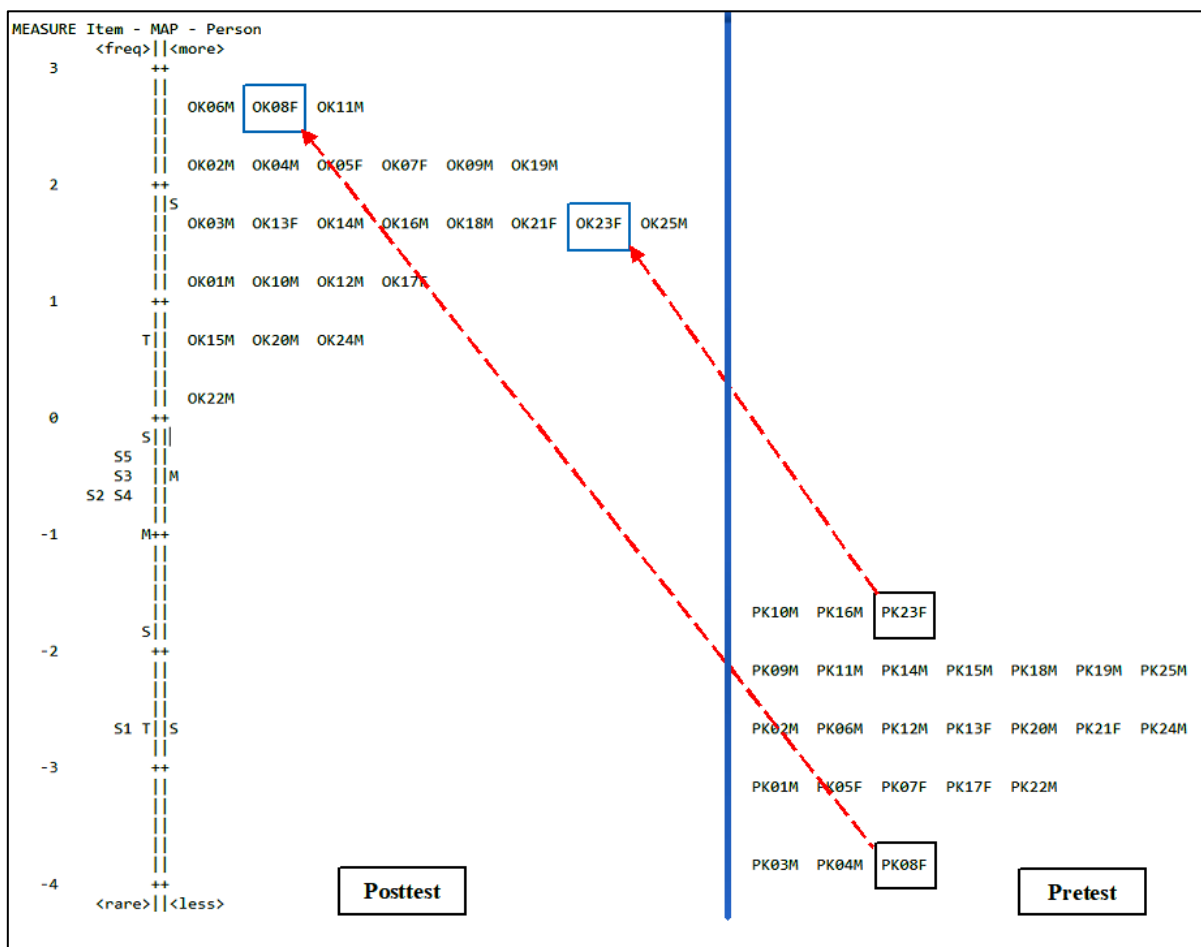 MEASURE Item - MAP - Person
<freq>||<more>
3 ++
||
||
OK06M OK08F OK11M
||
||
OK02M OK04M OK05F OK07F OK09M OK19M
2 ++
||S
OK03M OK13F OK14M OK16M OK18M OK21F OK23F OK25M
||
||
OK01M OK10M OK12M OK17F
1 ++
||
T|| OK15M OK20M OK24M
||
||
OK22M
0 ++
S||
S5 ||
S3 ||M
S2 S4 ||
||
-1 M++
||
||
||
PK10M PK16M PK23F
S||
-2 ++
PK09M PK11M PK14M PK15M PK18M PK19M PK25M
||
||
S1 T||S PK02M PK06M PK12M PK13F PK20M PK21F PK24M
||
-3 ++
PK01M PK05F PK07F PK17F PK22M
||
||
||
PK03M PK04M PK08F
-4 ++
Posttest Pretest
<rare>||<less>